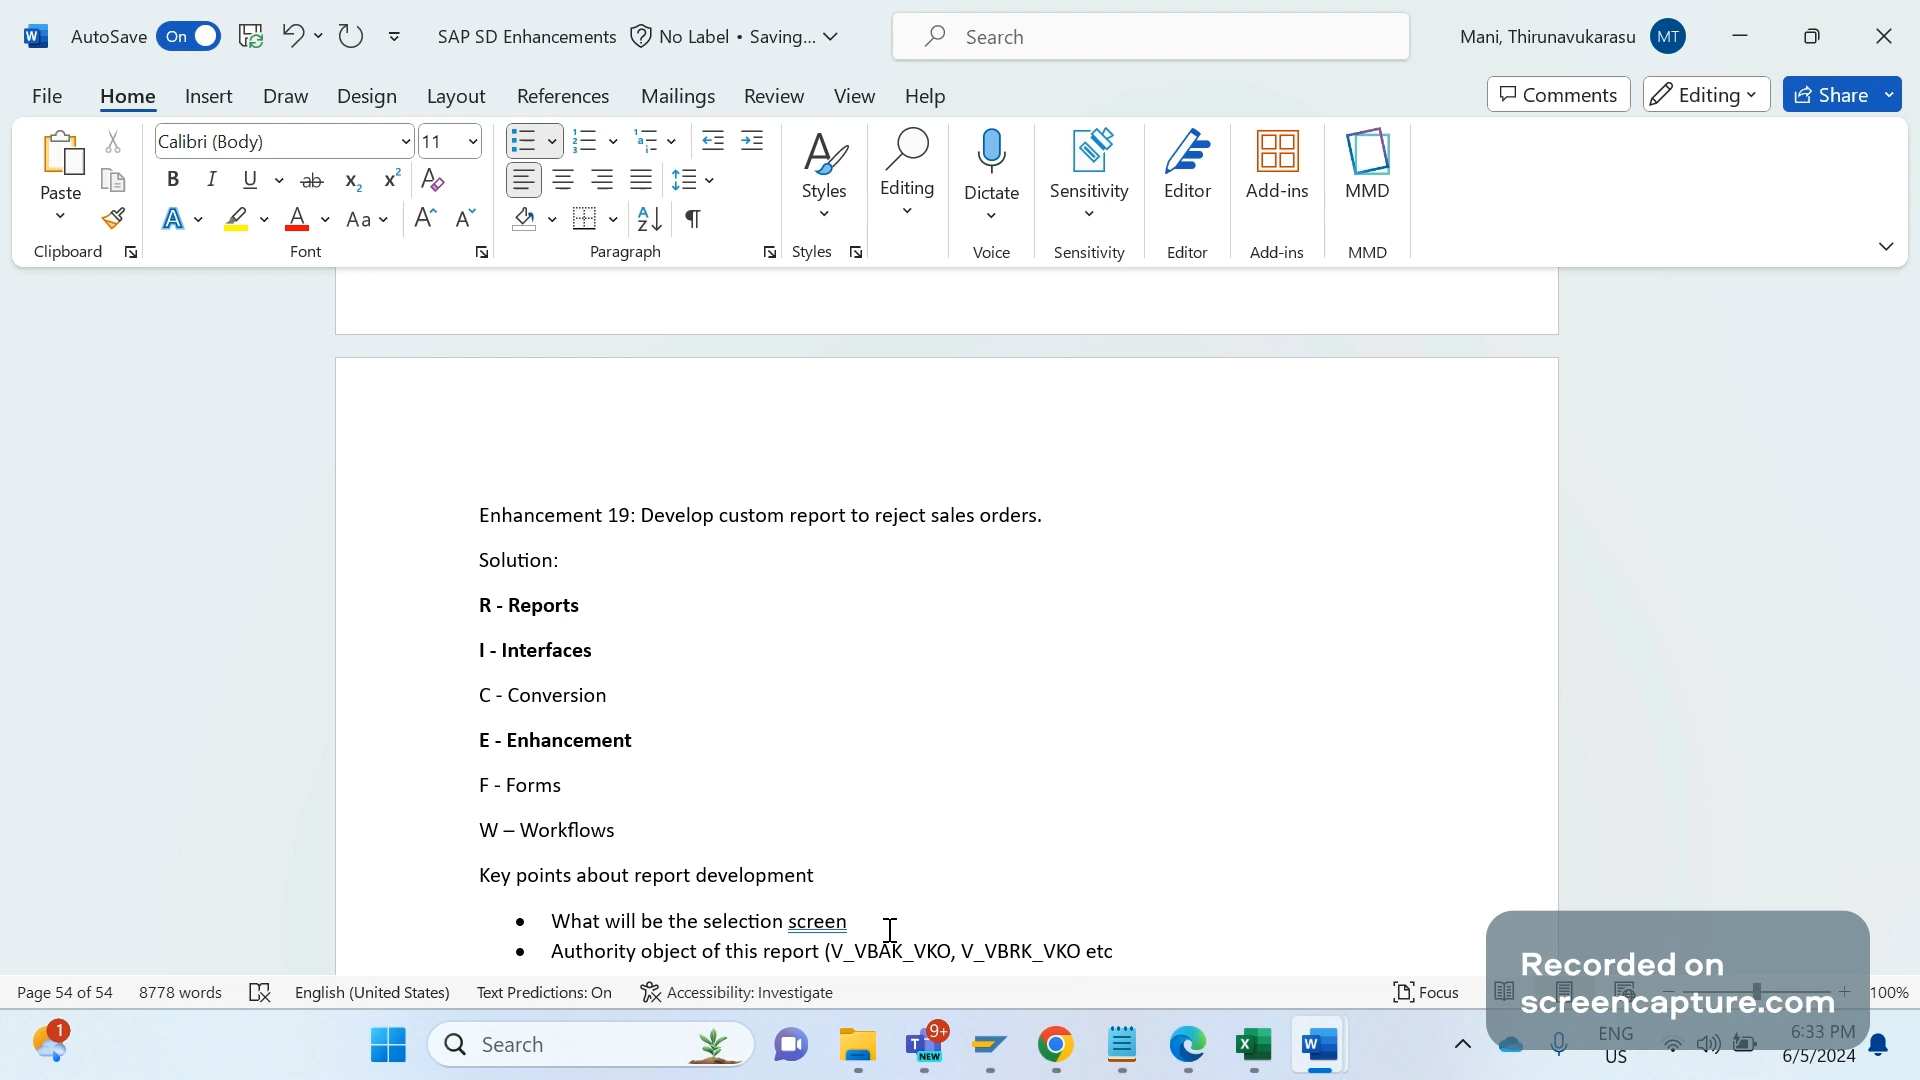 AutoSave On SAP SD Enhancements No Label • Saving... Search Mani, Thirunavukarasu MT
File Home Insert Draw Design Layout References Mailings Review View Help Comments Editing Share
Paste Calibri (Body) 11 Styles Editing Dictate Sensitivity Editor Add-ins MMD
Clipboard Font Paragraph Styles Voice Sensitivity Editor Add-ins MMD
Enhancement 19: Develop custom report to reject sales orders.
Solution:
R - Reports
I - Interfaces
C - Conversion
E - Enhancement
F - Forms
W – Workflows
Key points about report development
• What will be the selection screen
• Authority object of this report (V_VBAK_VKO, V_VBRK_VKO etc
Recorded on
screencapture.com
Page 54 of 54 8778 words English (United States) Text Predictions: On Accessibility: Investigate Focus 100%
1 Search 9+ NEW ENG
US
6:33 PM
6/5/2024